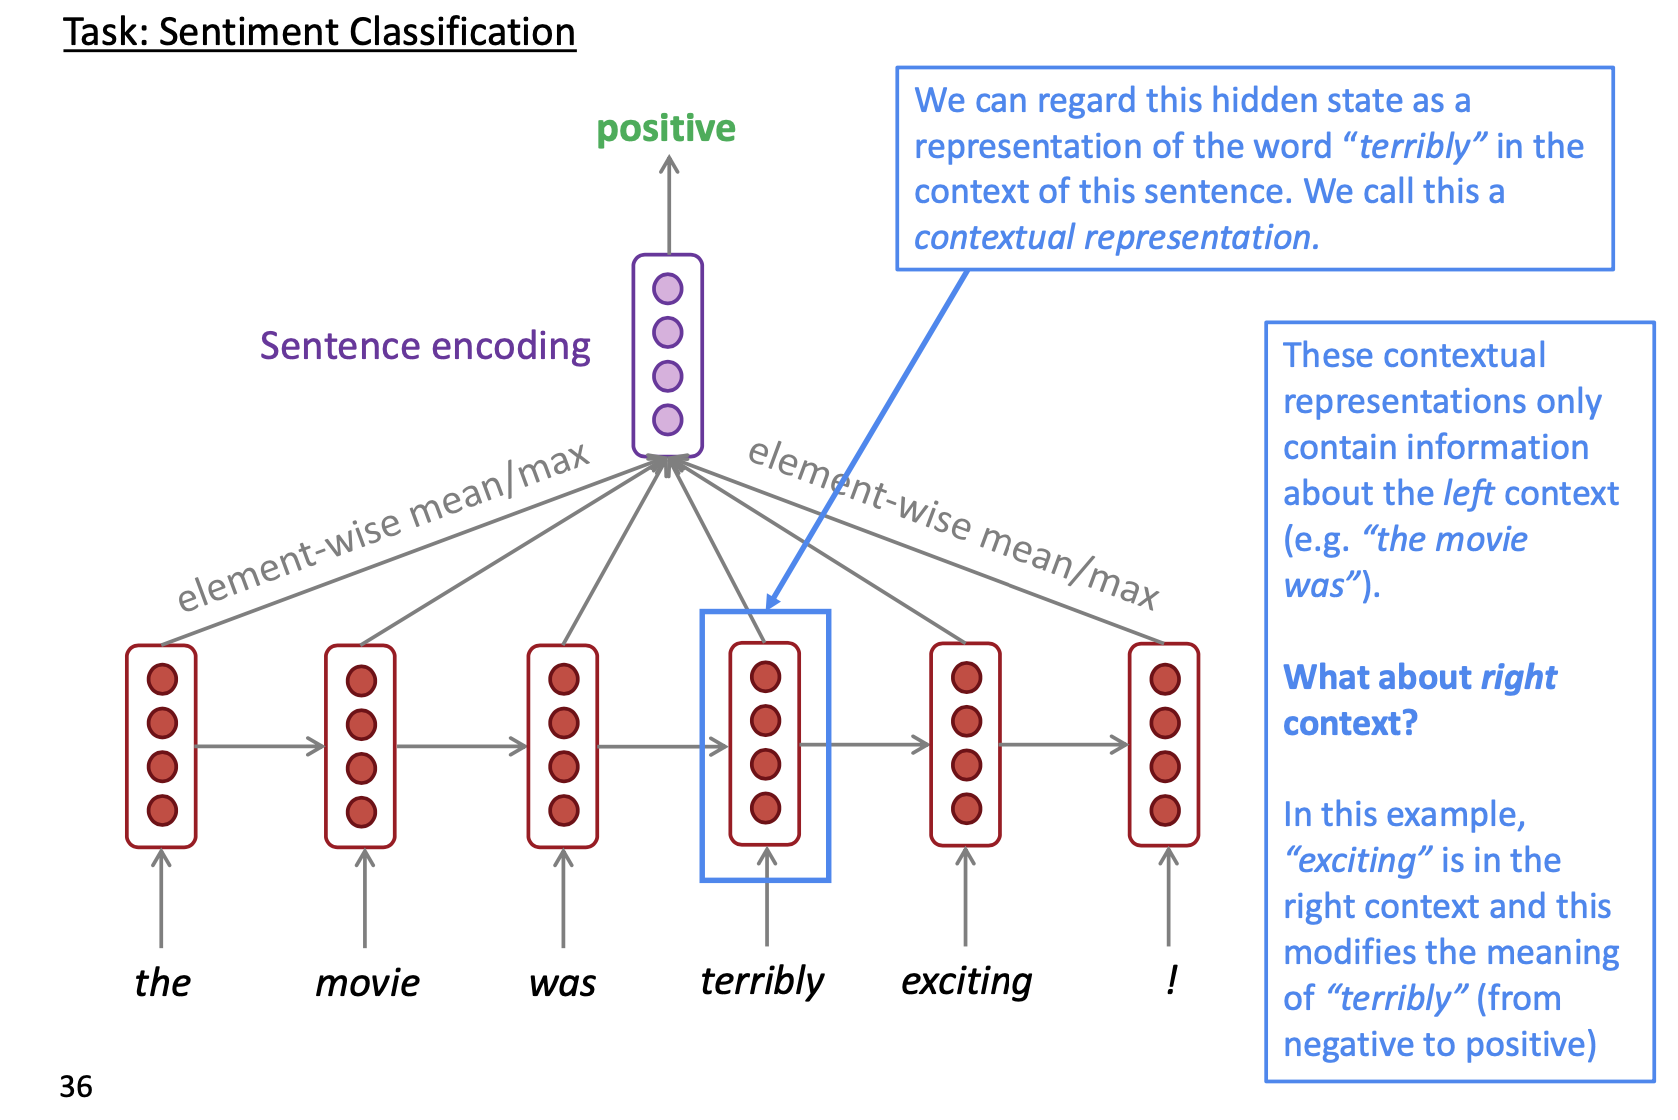 Task: Sentiment Classification
positive
We can regard this hidden state as a
representation of the word “terribly” in the
context of this sentence. We call this a
contextual representation.
Sentence encoding
element-wise mean/max
element-wise mean/max
These contextual
representations only
contain information
about the left context
(e.g. “the movie
was”).
What about right
context?
In this example,
“exciting” is in the
right context and this
modifies the meaning
of “terribly” (from
negative to positive)
the movie was terribly exciting !
36